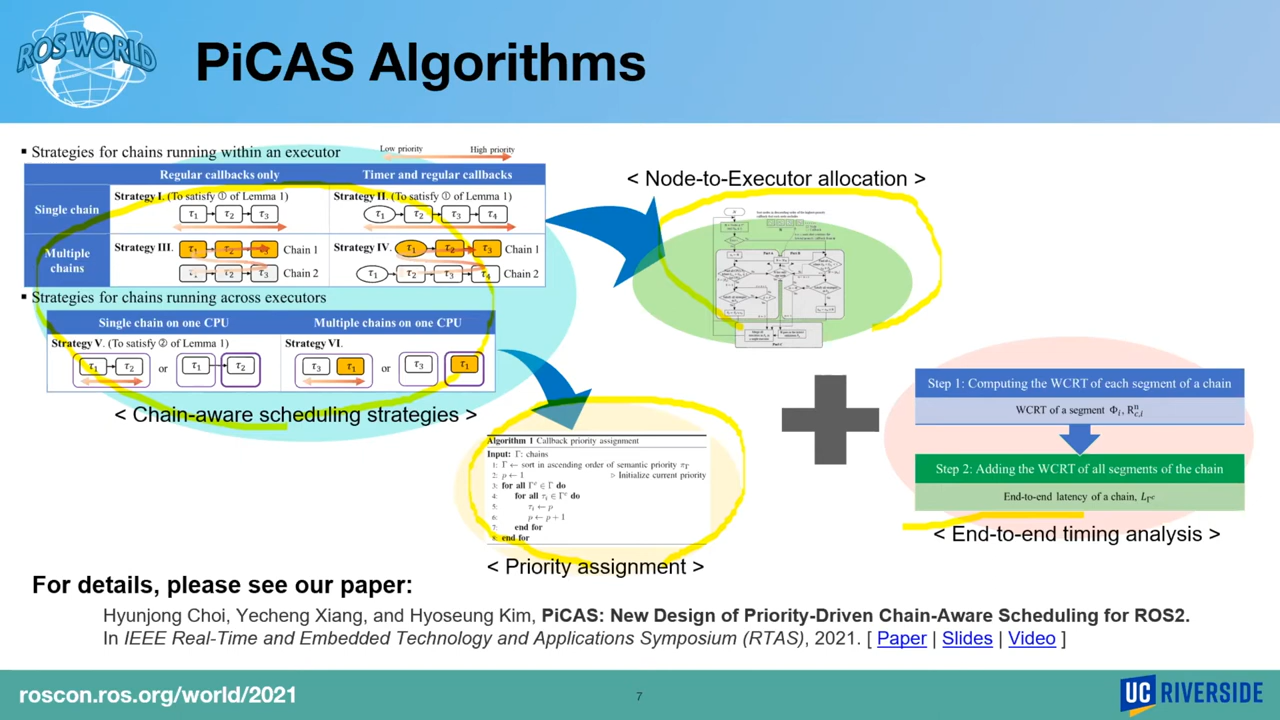 ROS WORLD
PiCAS Algorithms
▪ Strategies for chains running within an executor
Low priority
High priority
Regular callbacks only
Timer and regular callbacks
Single chain
Strategy I. (To satisfy ① of Lemma 1)
τ1 τ2 τ3
Strategy II. (To satisfy ① of Lemma 1)
τ1 τ2 τ3 τ4
Multiple chains
Strategy III.
τ1 τ2 τ3 Chain 1
τ1 τ2 τ3 Chain 2
Strategy IV.
τ1 τ2 τ3 Chain 1
τ1 τ2 τ3 τ4 Chain 2
▪ Strategies for chains running across executors
Single chain on one CPU
Multiple chains on one CPU
Strategy V. (To satisfy ② of Lemma 1)
τ1 τ2 or τ1 τ2
Strategy VI.
τ3 τ1 or τ3 τ1
< Chain-aware scheduling strategies >
< Node-to-Executor allocation >
Algorithm 1 Callback priority assignment
Input: Γ: chains
1: Γ ← sort in ascending order of semantic priority πΓ
2: p ← 1 ▷ Initialize current priority
3: for all Γc ∈ Γ do
4: for all τi ∈ Γc do
5: τi ← p
6: p ← p + 1
7: end for
8: end for
< Priority assignment >
Step 1: Computing the WCRT of each segment of a chain
WCRT of a segment Φi, Rⁿc,i
Step 2: Adding the WCRT of all segments of the chain
End-to-end latency of a chain, LΓc
< End-to-end timing analysis >
For details, please see our paper:
Hyunjong Choi, Yecheng Xiang, and Hyoseung Kim, PiCAS: New Design of Priority-Driven Chain-Aware Scheduling for ROS2.
In IEEE Real-Time and Embedded Technology and Applications Symposium (RTAS), 2021. [ Paper | Slides | Video ]
roscon.ros.org/world/2021
7
UC RIVERSIDE